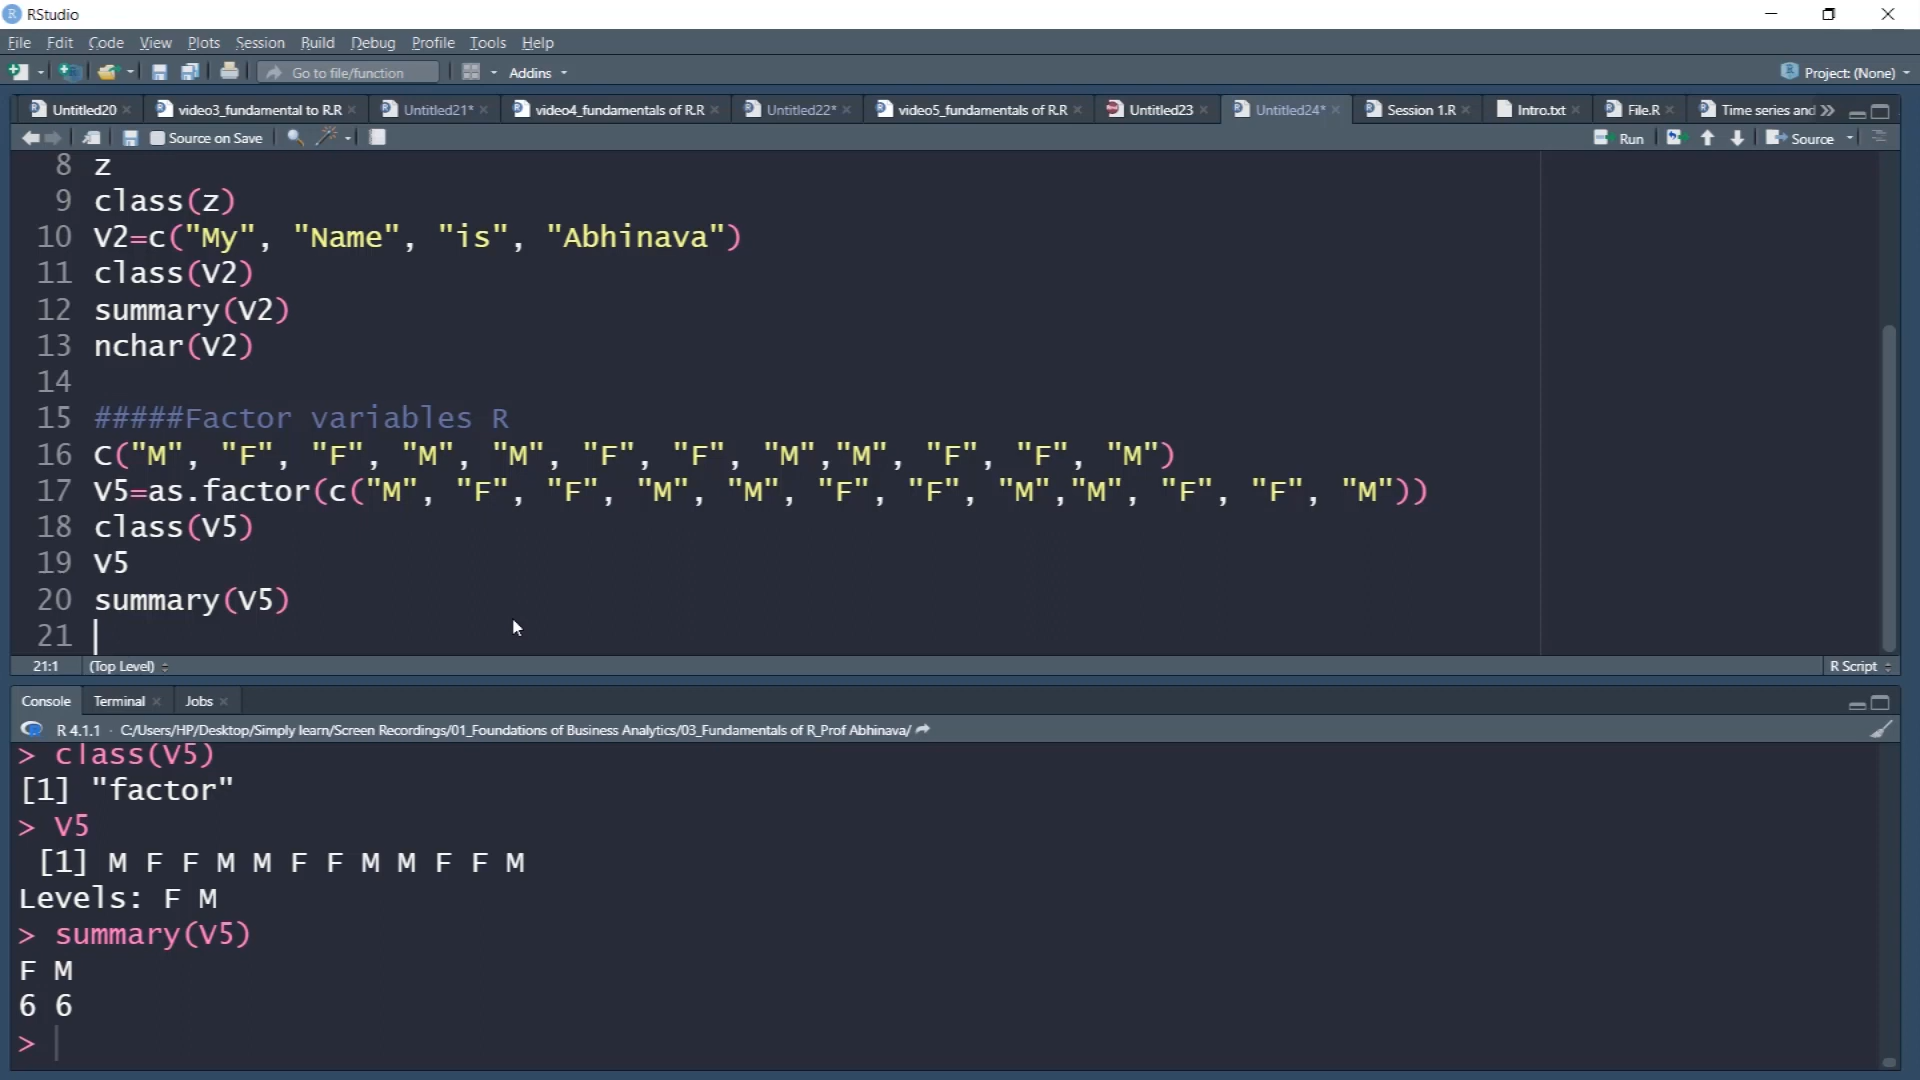 RStudio
File Edit Code View Plots Session Build Debug Profile Tools Help
Go to file/function Addins Project: (None)
Untitled20 video3_fundamental to R.R Untitled21* video4_fundamentals of R.R Untitled22* video5_fundamentals of R.R Untitled23 Untitled24* Session 1.R Intro.txt File.R Time series and
Source on Save Run Source
8 z
9 class(z)
10 V2=c("My", "Name", "is", "Abhinava")
11 class(V2)
12 summary(V2)
13 nchar(V2)
14
15 #####Factor variables R
16 C("M", "F", "F", "M", "M", "F", "F", "M","M", "F", "F", "M")
17 V5=as.factor(c("M", "F", "F", "M", "M", "F", "F", "M","M", "F", "F", "M"))
18 class(V5)
19 V5
20 summary(V5)
21
21:1 (Top Level) R Script
Console Terminal Jobs
R 4.1.1 · C:/Users/HP/Desktop/Simply learn/Screen Recordings/01_Foundations of Business Analytics/03_Fundamentals of R_Prof Abhinava/
> class(V5)
[1] "factor"
> V5
[1] M F F M M F F M M F F M
Levels: F M
> summary(V5)
F M
6 6
>